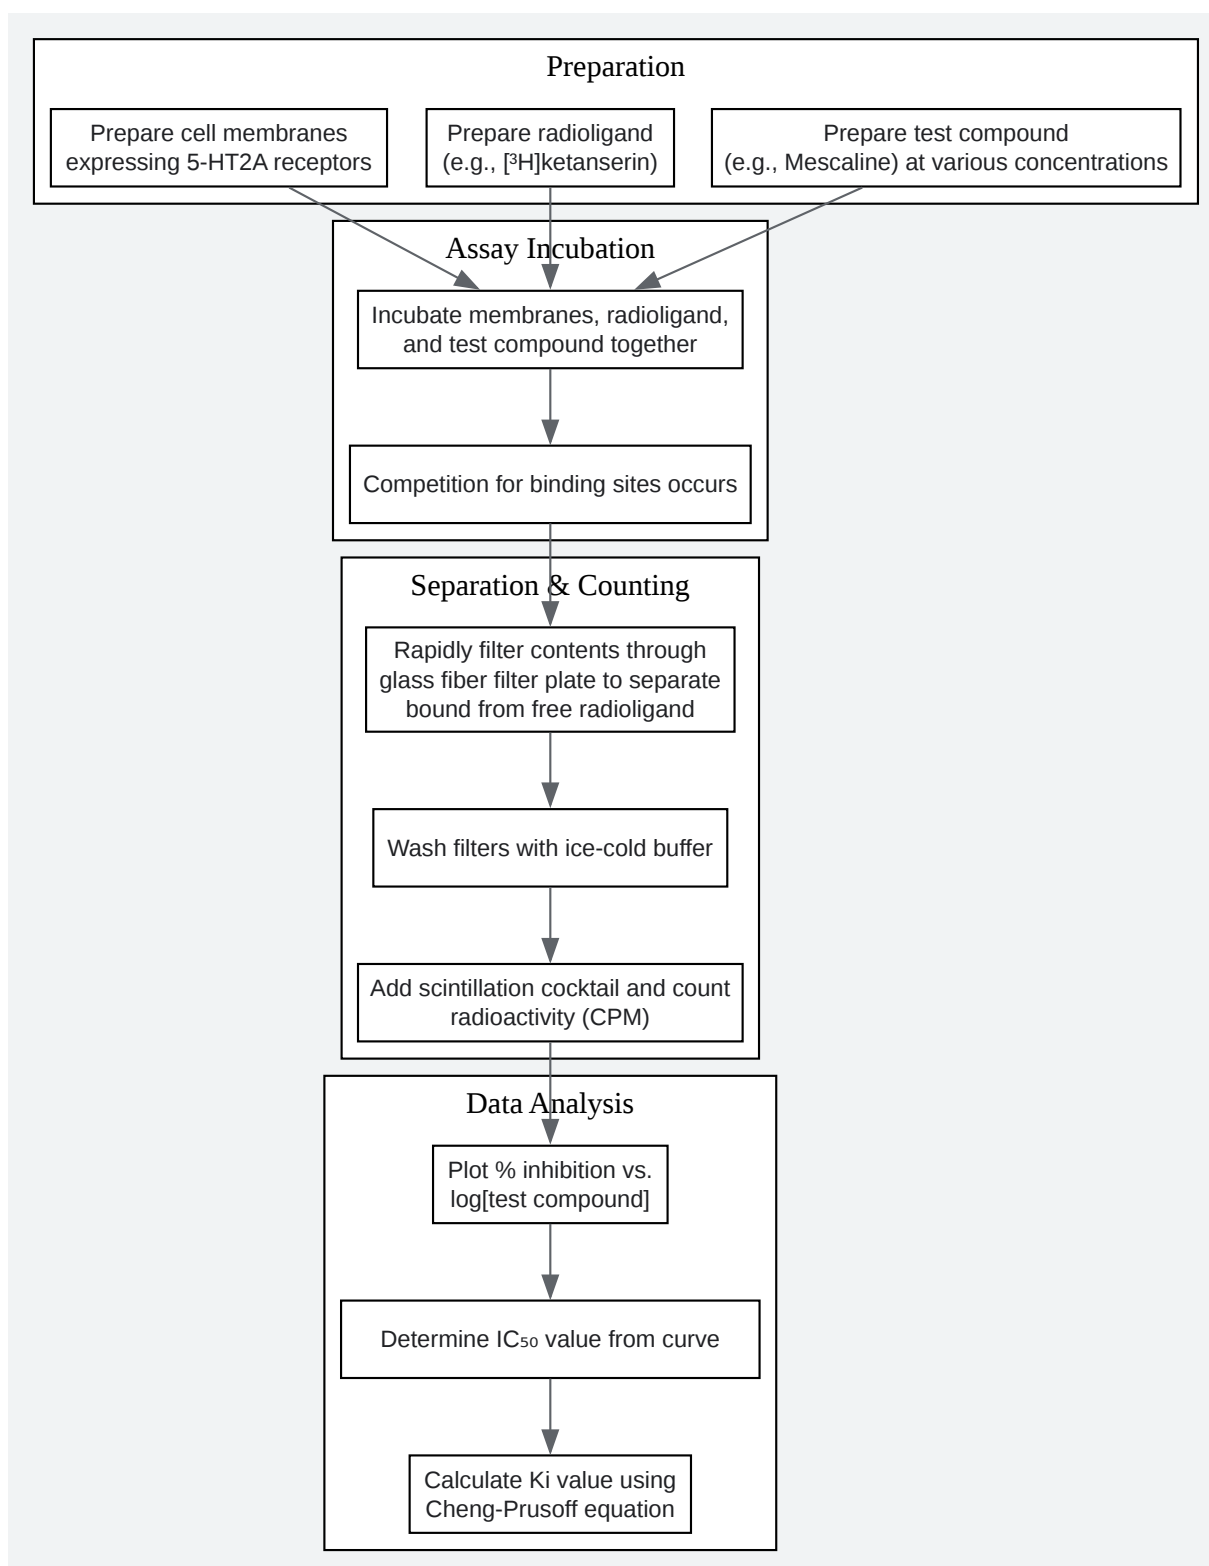 Preparation
Prepare cell membranes
expressing 5-HT2A receptors
Prepare radioligand
(e.g., [³H]ketanserin)
Prepare test compound
(e.g., Mescaline) at various concentrations
Assay Incubation
Incubate membranes, radioligand,
and test compound together
Competition for binding sites occurs
Separation & Counting
Rapidly filter contents through
glass fiber filter plate to separate
bound from free radioligand
Wash filters with ice-cold buffer
Add scintillation cocktail and count
radioactivity (CPM)
Data Analysis
Plot % inhibition vs.
log[test compound]
Determine IC₅₀ value from curve
Calculate Ki value using
Cheng-Prusoff equation